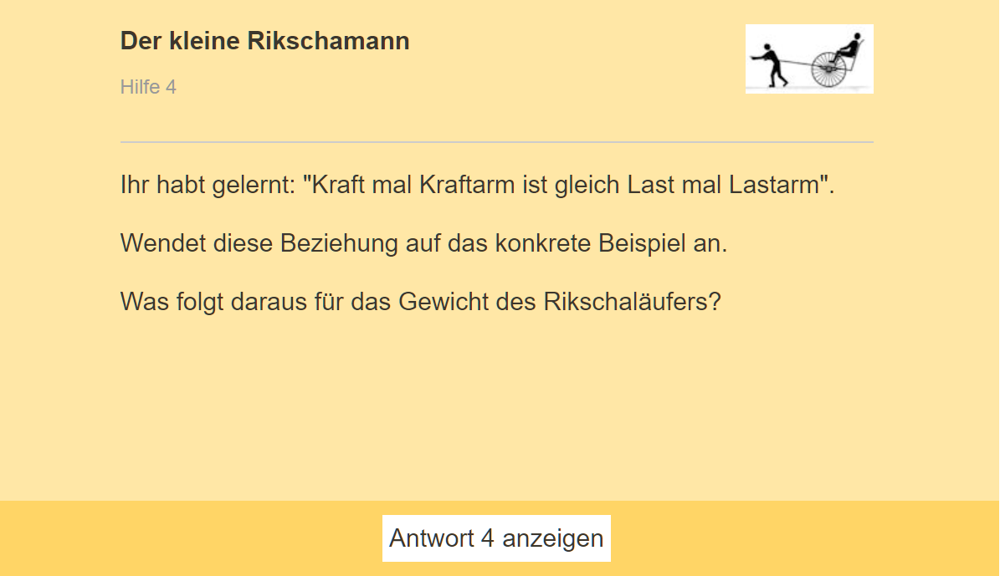 Der kleine Rikschamann
Hilfe 4
Ihr habt gelernt: "Kraft mal Kraftarm ist gleich Last mal Lastarm".
Wendet diese Beziehung auf das konkrete Beispiel an.
Was folgt daraus für das Gewicht des Rikschaläufers?
Antwort 4 anzeigen